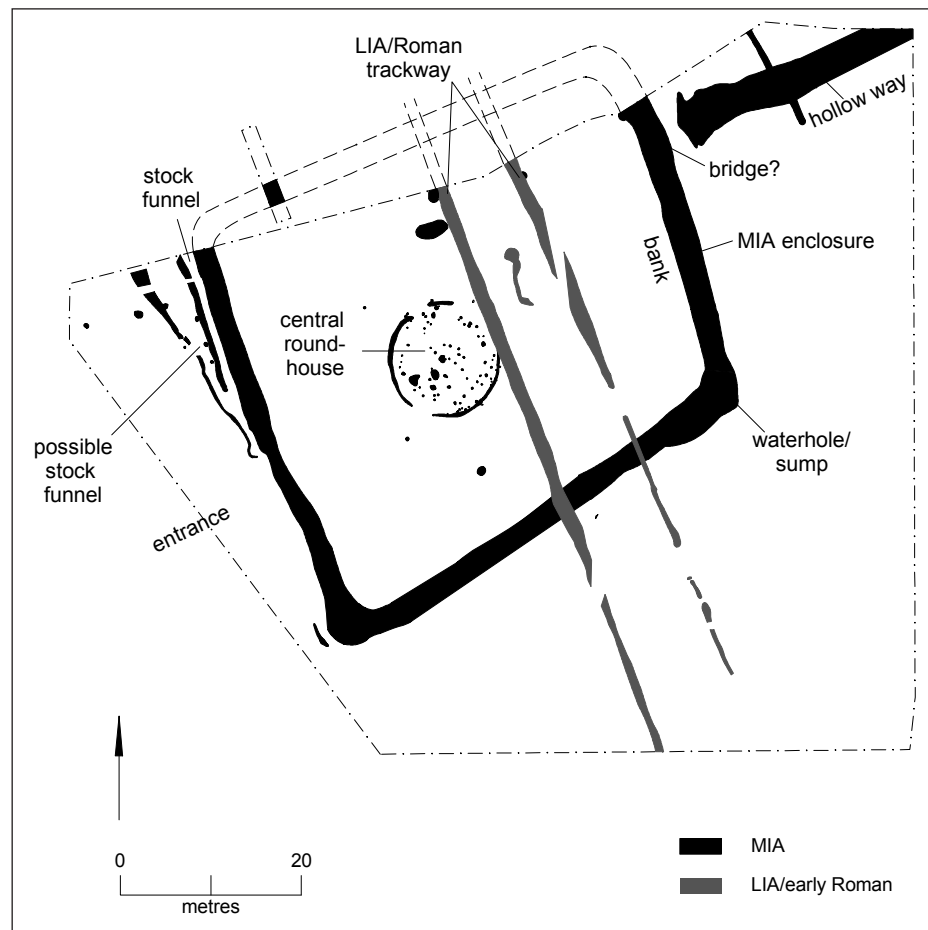 LIA/Roman
trackway
hollow way
stock
funnel
bridge?
MIA enclosure
bank
central
round-
house
possible
stock
funnel
waterhole/
sump
entrance
0
20
metres
MIA
LIA/early Roman